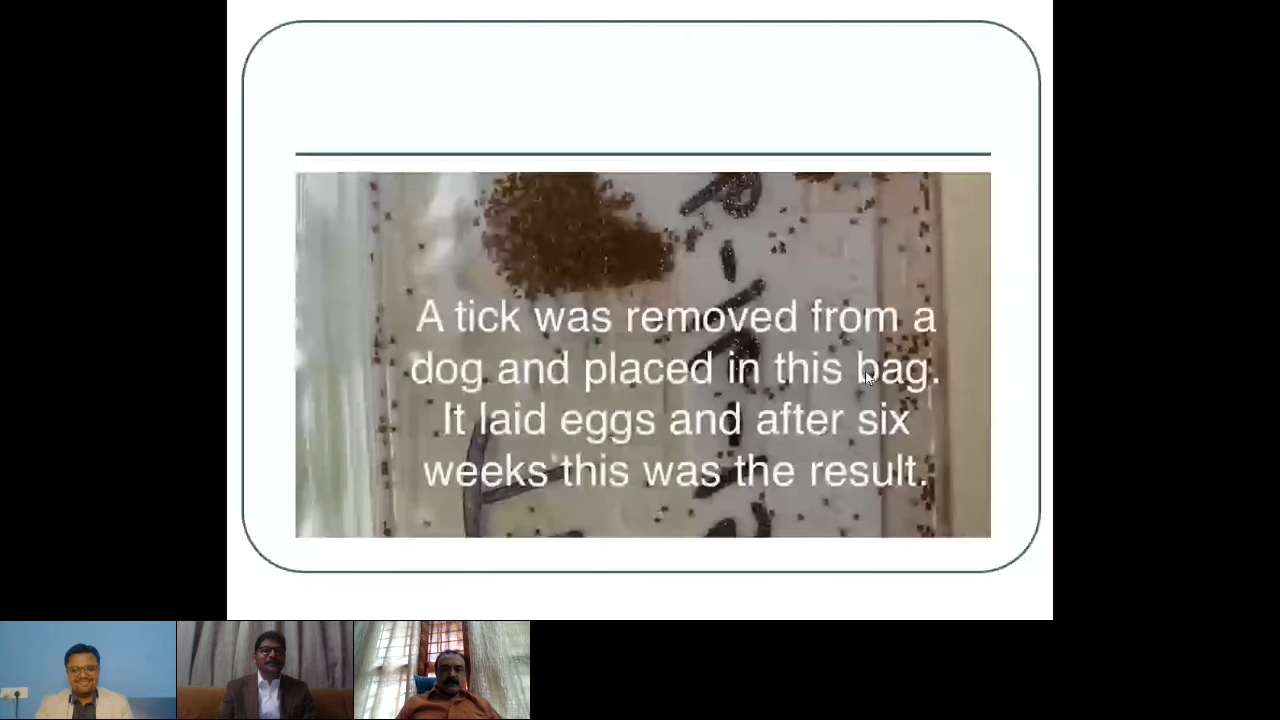 A tick was removed from a
dog and placed in this bag.
It laid eggs and after six
weeks this was the result.